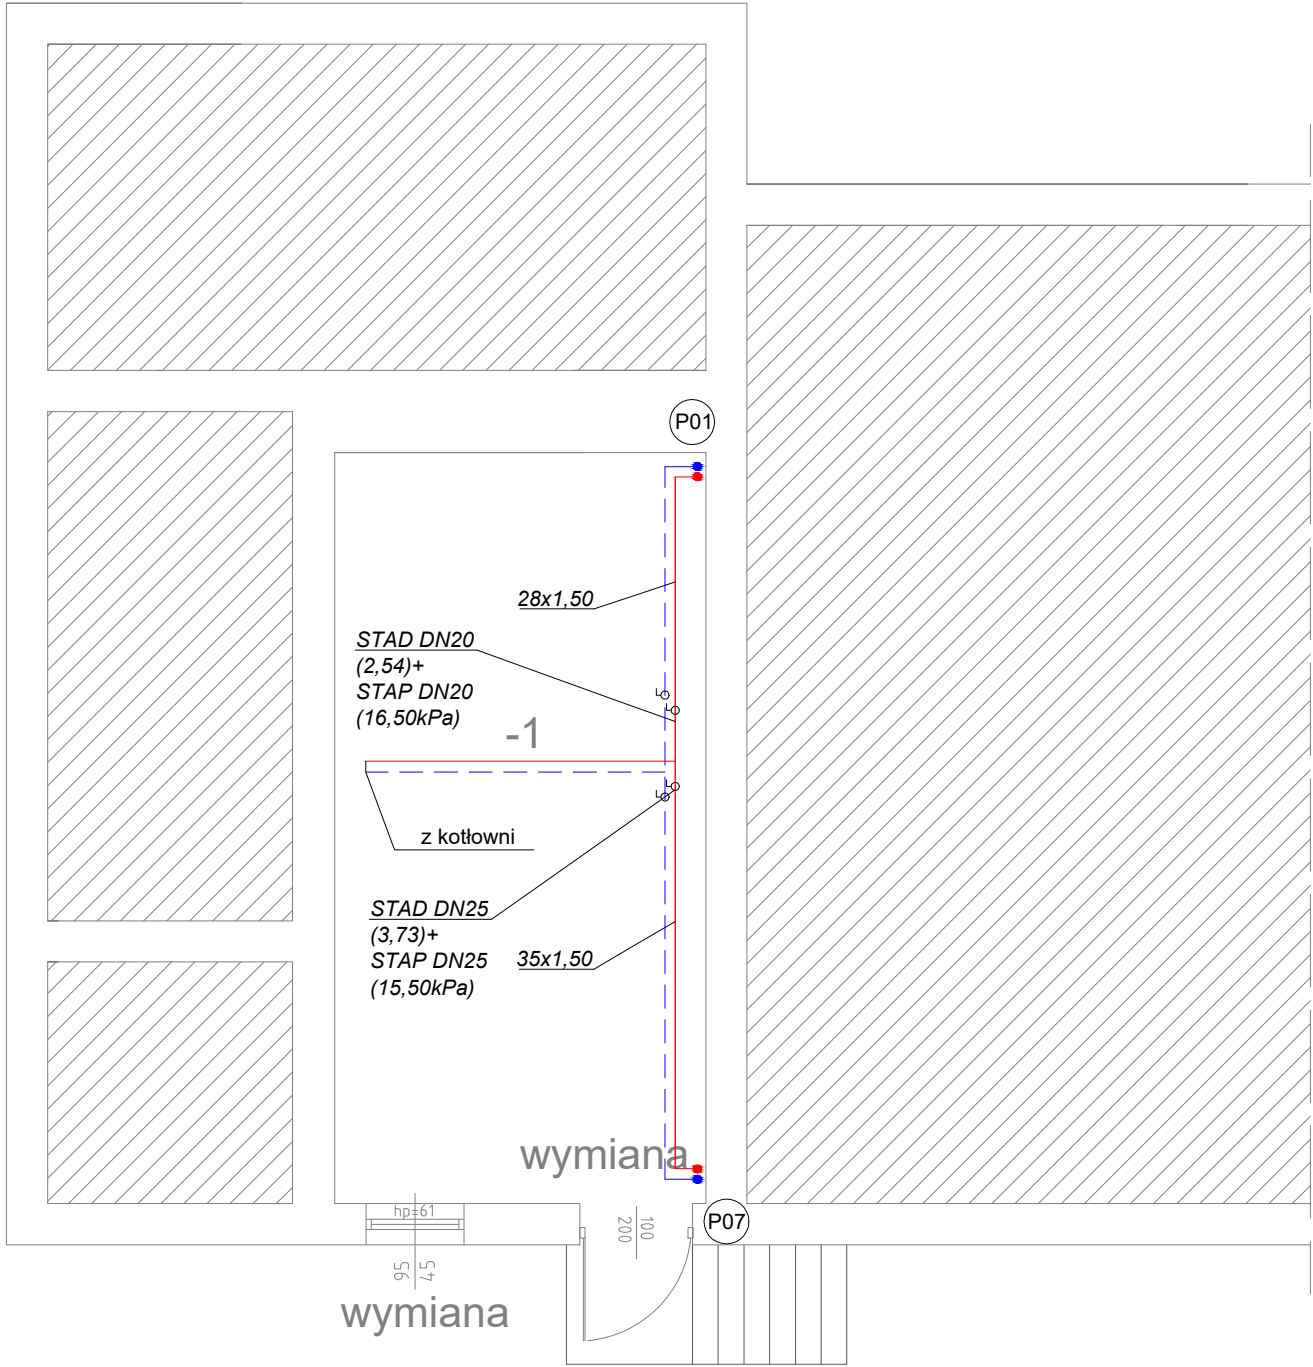 P01
28x1,50
STAD DN20
(2,54)+
STAP DN20
(16,50kPa)
-1
z kotłowni
STAD DN25
(3,73)+
STAP DN25
(15,50kPa)
35x1,50
wymiana
hp=61
100
200
P07
95
45
wymiana